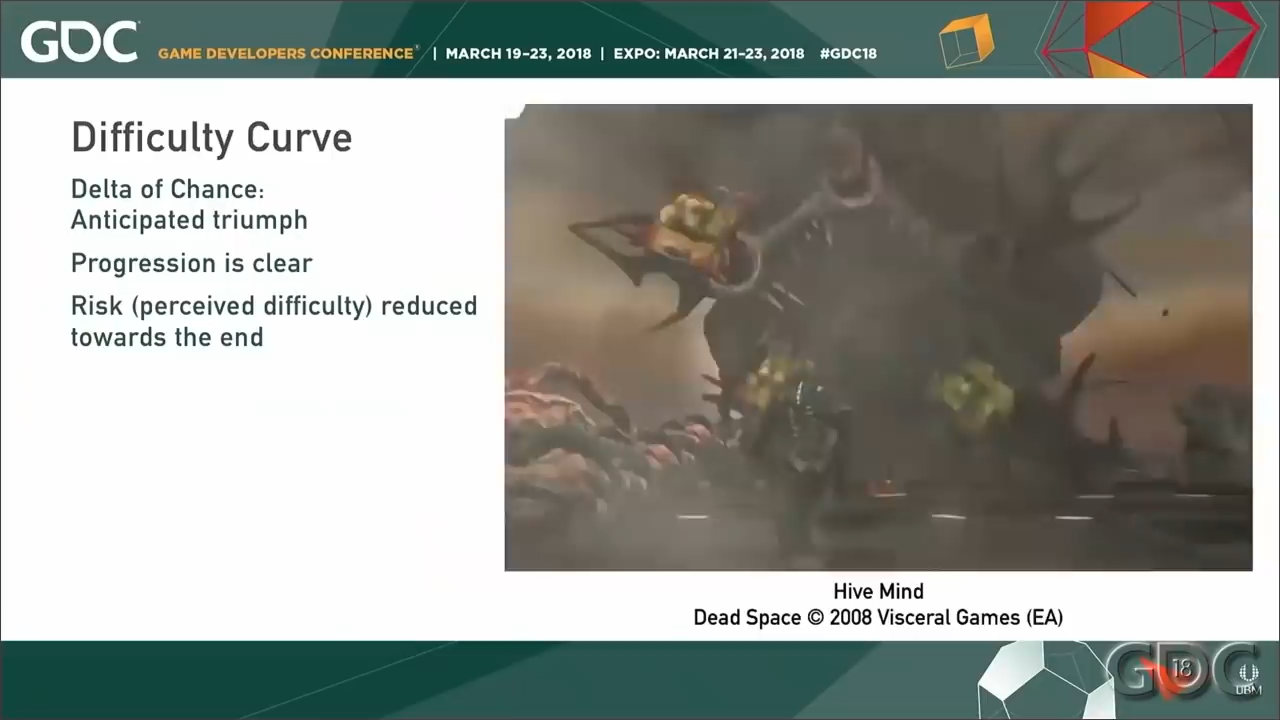 GDC
GAME DEVELOPERS CONFERENCE® | MARCH 19–23, 2018 | EXPO: MARCH 21–23, 2018 #GDC18
Difficulty Curve
Delta of Chance:
Anticipated triumph
Progression is clear
Risk (perceived difficulty) reduced
towards the end
Hive Mind
Dead Space © 2008 Visceral Games (EA)
GDC 18
UBM